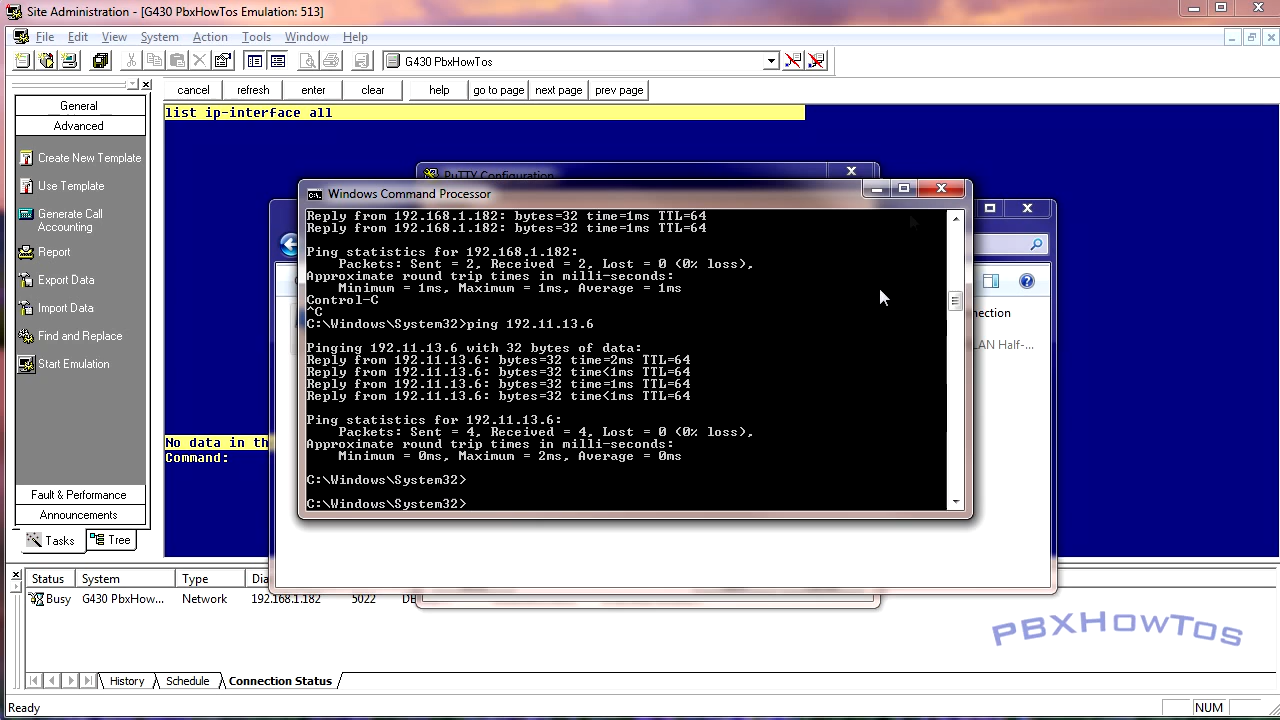 Site Administration - [G430 PbxHowTos Emulation: 513]
File Edit View System Action Tools Window Help
G430 PbxHowTos
cancel refresh enter clear help go to page next page prev page
General
Advanced
Create New Template
Use Template
Generate Call
Accounting
Report
Export Data
Import Data
Find and Replace
Start Emulation
Fault & Performance
Announcements
Tasks Tree
list ip-interface all
No data in th
Command:
PuTTY Configuration
nection
LAN Half-...
Windows Command Processor
Reply from 192.168.1.182: bytes=32 time=1ms TTL=64
Reply from 192.168.1.182: bytes=32 time=1ms TTL=64
Ping statistics for 192.168.1.182:
Packets: Sent = 2, Received = 2, Lost = 0 (0% loss),
Approximate round trip times in milli-seconds:
Minimum = 1ms, Maximum = 1ms, Average = 1ms
Control-C
^C
C:\Windows\System32>ping 192.11.13.6
Pinging 192.11.13.6 with 32 bytes of data:
Reply from 192.11.13.6: bytes=32 time=2ms TTL=64
Reply from 192.11.13.6: bytes=32 time<1ms TTL=64
Reply from 192.11.13.6: bytes=32 time=1ms TTL=64
Reply from 192.11.13.6: bytes=32 time<1ms TTL=64
Ping statistics for 192.11.13.6:
Packets: Sent = 4, Received = 4, Lost = 0 (0% loss),
Approximate round trip times in milli-seconds:
Minimum = 0ms, Maximum = 2ms, Average = 0ms
C:\Windows\System32>
C:\Windows\System32>
Status System Type Dia
Busy G430 PbxHow... Network 192.168.1.182 5022
PBXHowTos
History Schedule Connection Status
Ready NUM